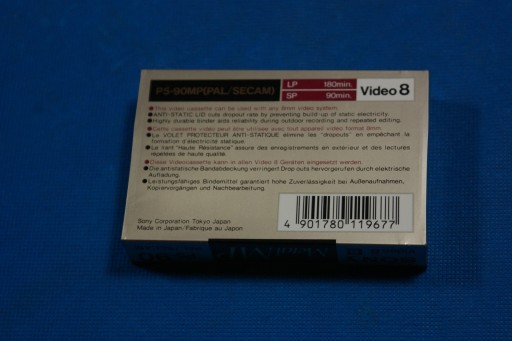 P5-90MP(PAL/SECAM)
LP 180min.
SP 90min.
Video 8
●This video cassette can be used with any 8mm video system.
●ANTI-STATIC LID cuts dropout rate by preventing build-up of static electricity.
●Highly durable binder aids reliability during outdoor recording and repeated editing.
●Cette cassette vidéo peut être utilisée avec tout appareil vidéo format 8mm.
●Le VOLET PROTECTEUR ANTI-STATIQUE élimine les "dropouts" en empêchant la
formation d'électricité statique.
●Le liant "Haute Résistance" assure des enregistrements en extérieur et des lectures
répétées de haute qualité.
●Diese Videocassette kann in allen Video 8 Geräten eingesetzt werden.
●Die antistatische Bandabdeckung verringert Drop outs hervorgerufen durch elektrische
Aufladung.
●Leistungsfähiges Bindemittel garantiert hohe Zuverlässigkeit bei Außenaufnahmen,
Kopiervorgängen und Nachbearbeitung.
Sony Corporation Tokyo Japan
Made in Japan/Fabriqué au Japon
4 901780 119677